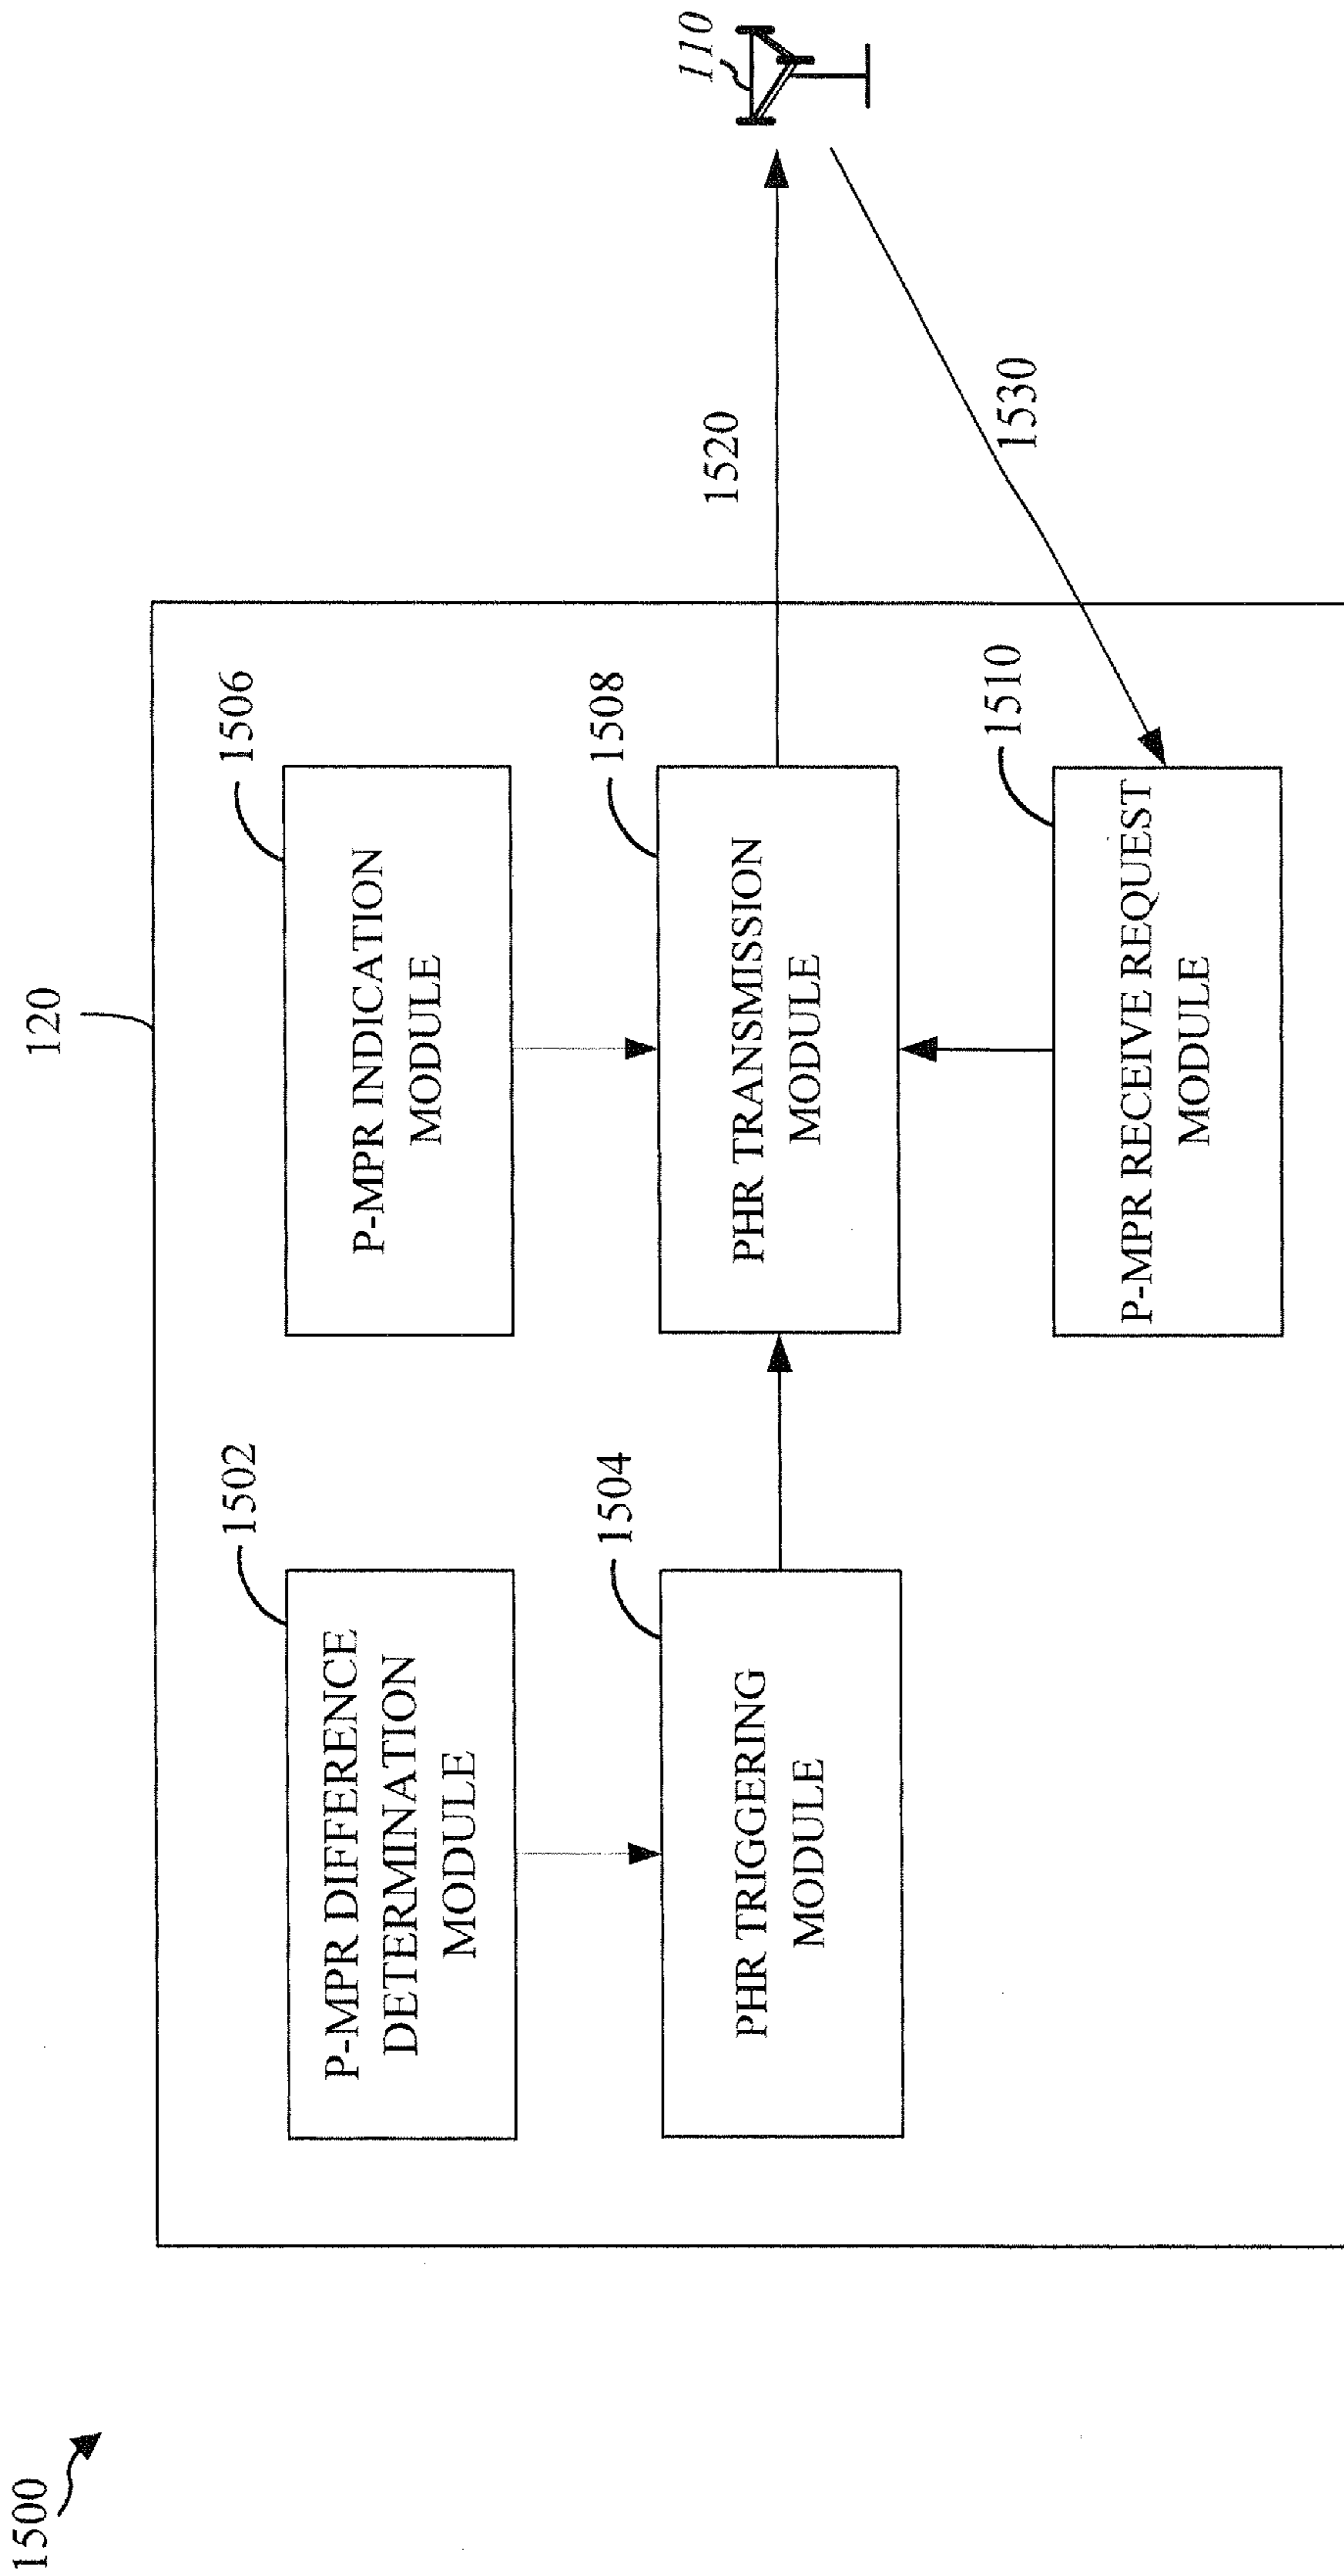 1500
120
1502
P-MPR DIFFERENCE
DETERMINATION
MODULE
1506
P-MPR INDICATION
MODULE
1504
PHR TRIGGERING
MODULE
1508
PHR TRANSMISSION
MODULE
1520
110
1510
P-MPR RECEIVE REQUEST
MODULE
1530